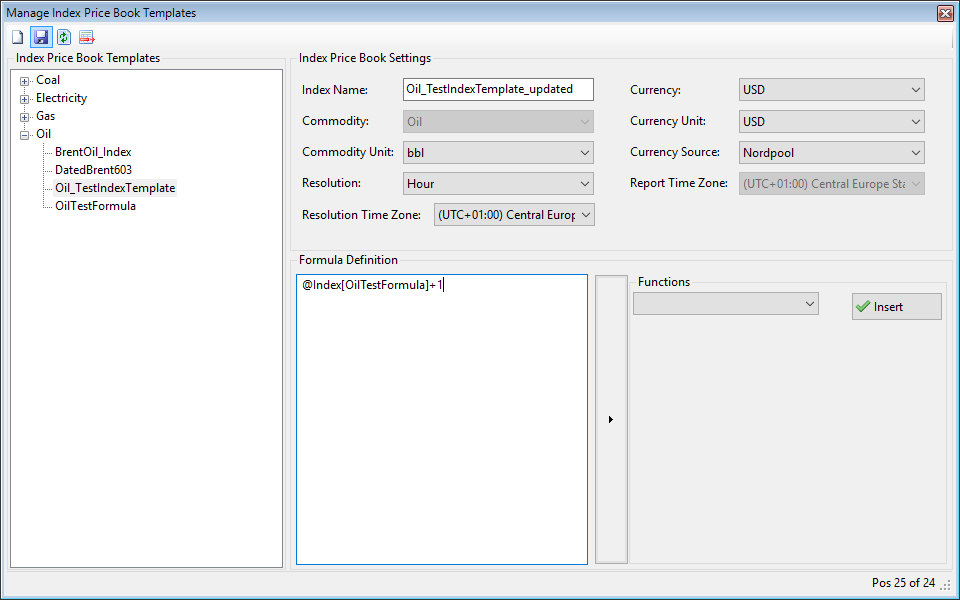 Manage Index Price Book Templates
Index Price Book Templates
Coal
Electricity
Gas
Oil
BrentOil_Index
DatedBrent603
Oil_TestIndexTemplate
OilTestFormula
Index Price Book Settings
Index Name: Oil_TestIndexTemplate_updated
Currency: USD
Commodity: Oil
Currency Unit: USD
Commodity Unit: bbl
Currency Source: Nordpool
Resolution: Hour
Report Time Zone: (UTC+01:00) Central Europe Sta
Resolution Time Zone: (UTC+01:00) Central Europ
Formula Definition
@Index[OilTestFormula]+1
Functions
Insert
Pos 25 of 24